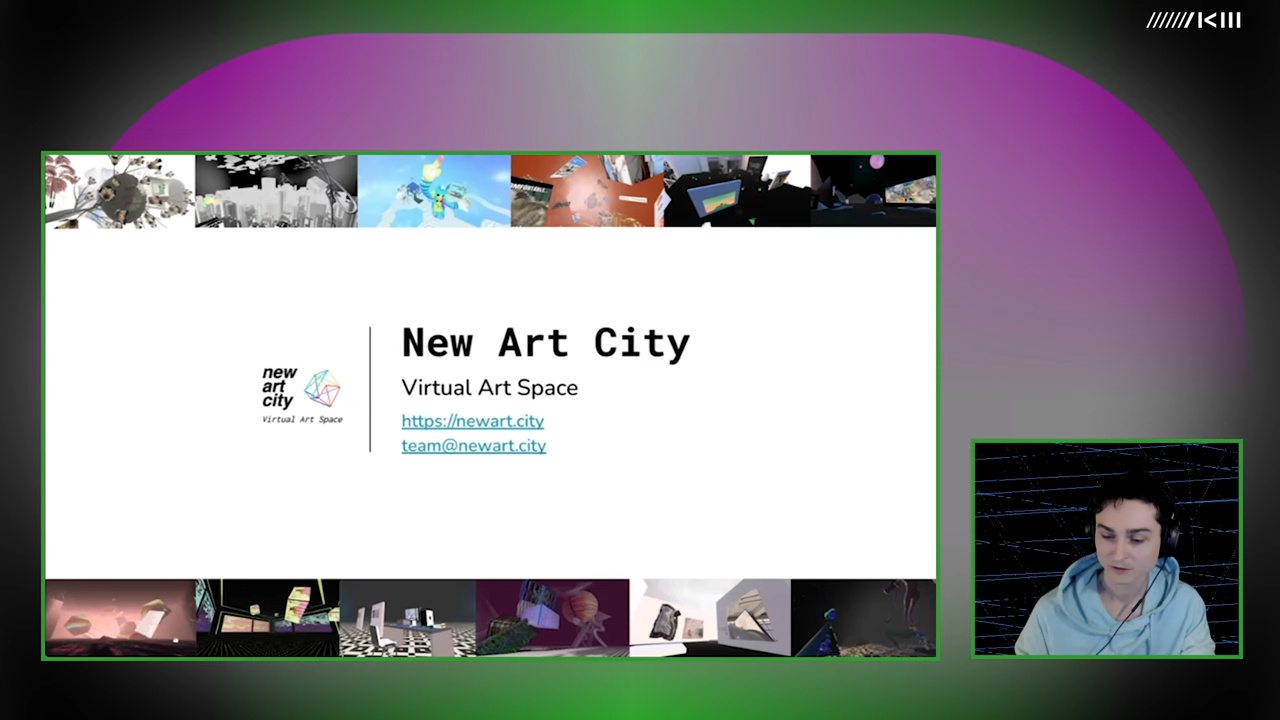 New Art City
new
art
city
Virtual Art Space
Virtual Art Space
https://newart.city
team@newart.city